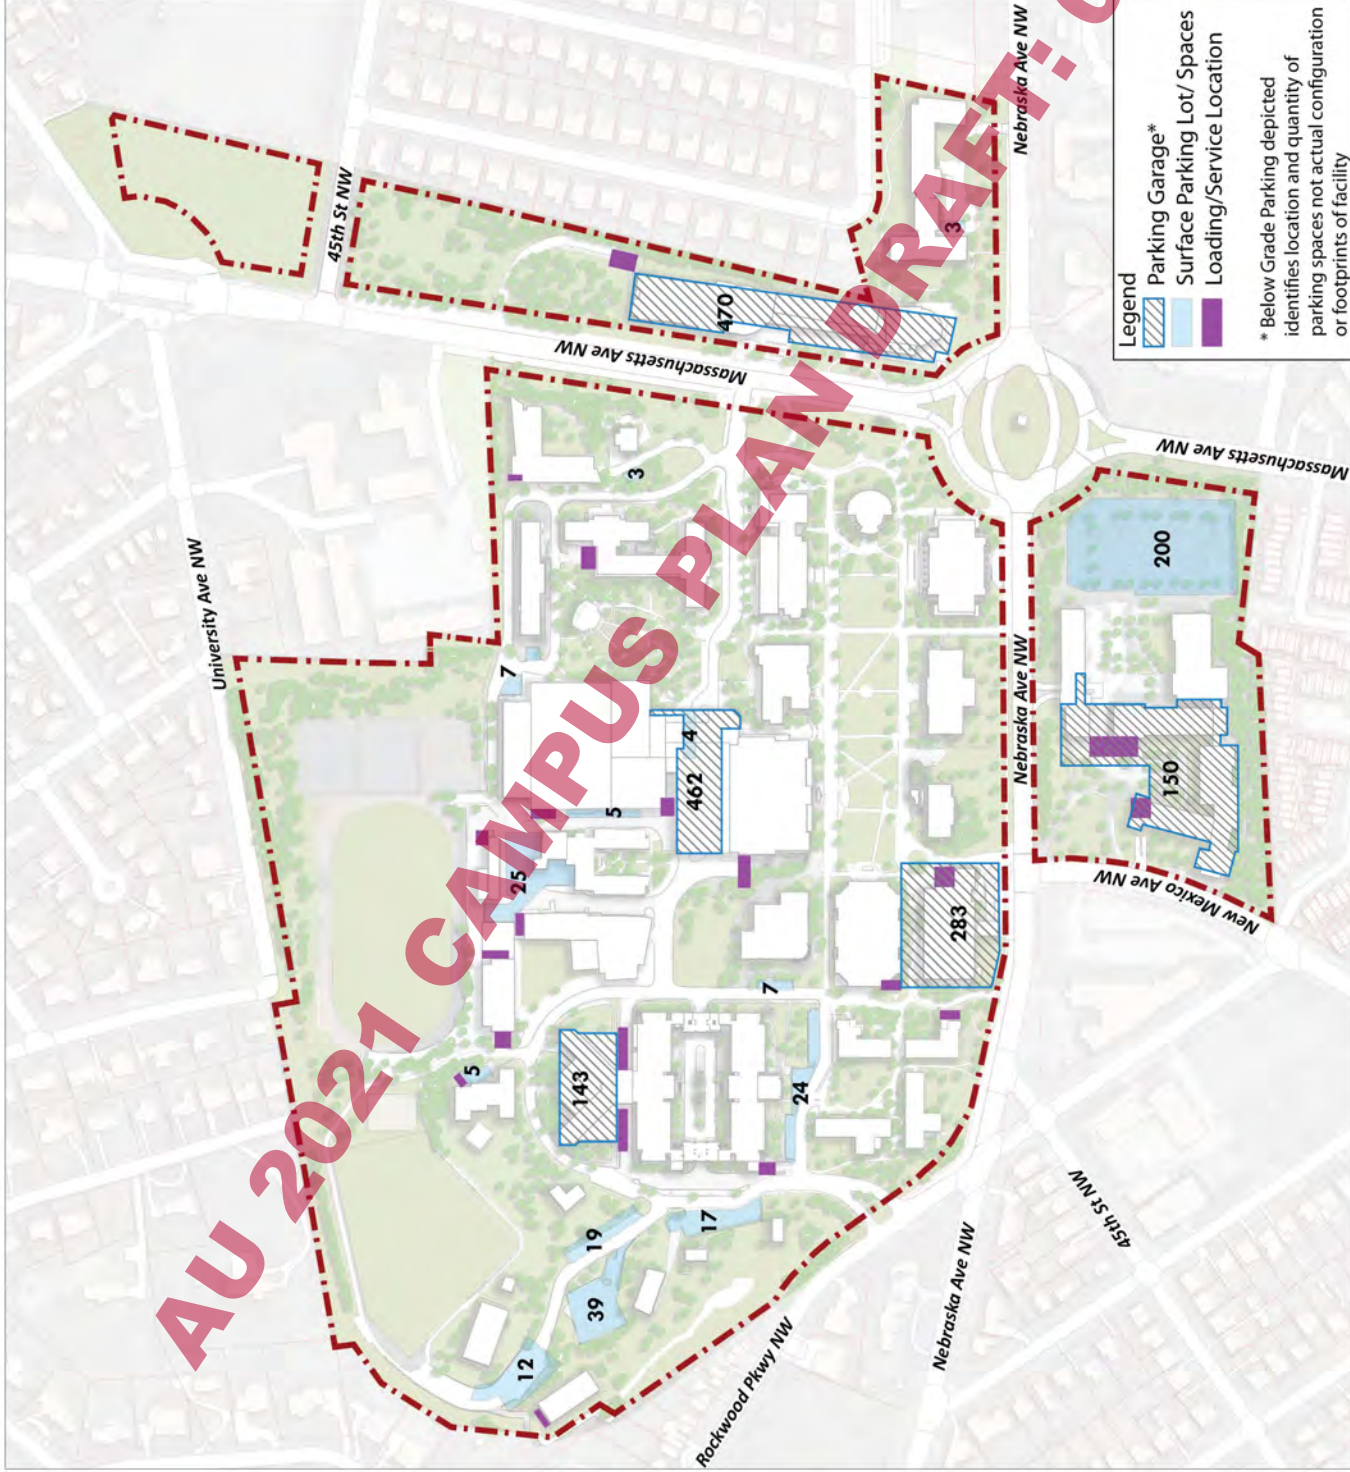 AU 2021 CAMPUS PLAN DRAFT:
University Ave NW
45th St NW
Massachusetts Ave NW
Nebraska Ave NW
Massachusetts Ave NW
Nebraska Ave NW
New Mexico Ave NW
45th St NW
Nebraska Ave NW
Rockwood Pkwy NW
470
3
3
7
4
462
5
25
200
150
283
7
5
143
24
19
17
39
12
Legend
Parking Garage*
Surface Parking Lot/ Spaces
Loading/Service Location
* Below Grade Parking depicted
identifies location and quantity of
parking spaces not actual configuration
or footprints of facility